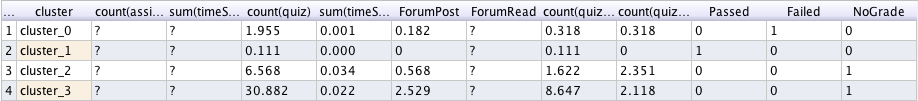 ... cluster count(assi... sum(timeS... count(quiz) sum(timeS... ForumPost ForumRead count(quiz... count(quiz... Passed Failed NoGrade
1 cluster_0 ? ? 1.955 0.001 0.182 ? 0.318 0.318 0 1 0
2 cluster_1 ? ? 0.111 0.000 0 ? 0.111 0 1 0 0
3 cluster_2 ? ? 6.568 0.034 0.568 ? 1.622 2.351 0 0 1
4 cluster_3 ? ? 30.882 0.022 2.529 ? 8.647 2.118 0 0 1